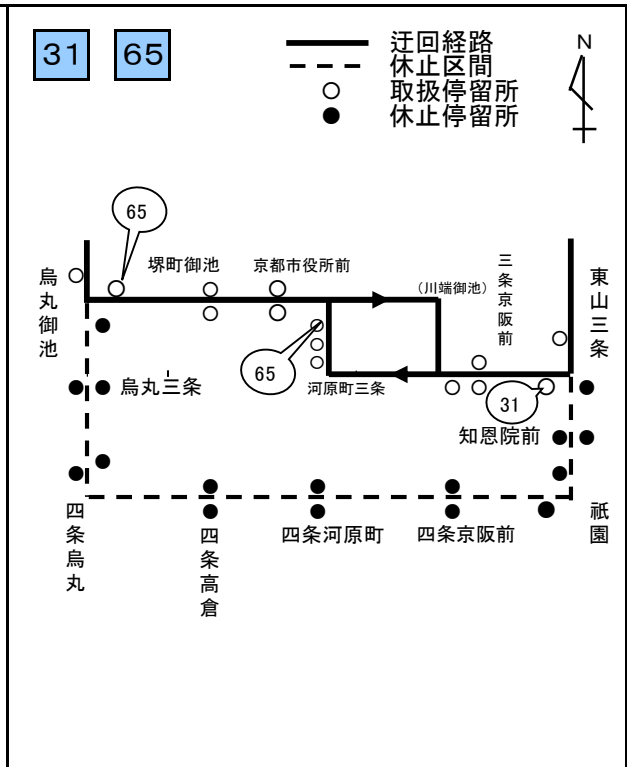 31 65
迂回経路
休止区間
取扱停留所
休止停留所
N
65
烏丸御池
堺町御池
京都市役所前
(川端御池)
三条京阪前
東山三条
65
烏丸三条
河原町三条
31
知恩院前
四条烏丸
四条高倉
四条河原町
四条京阪前
祇園